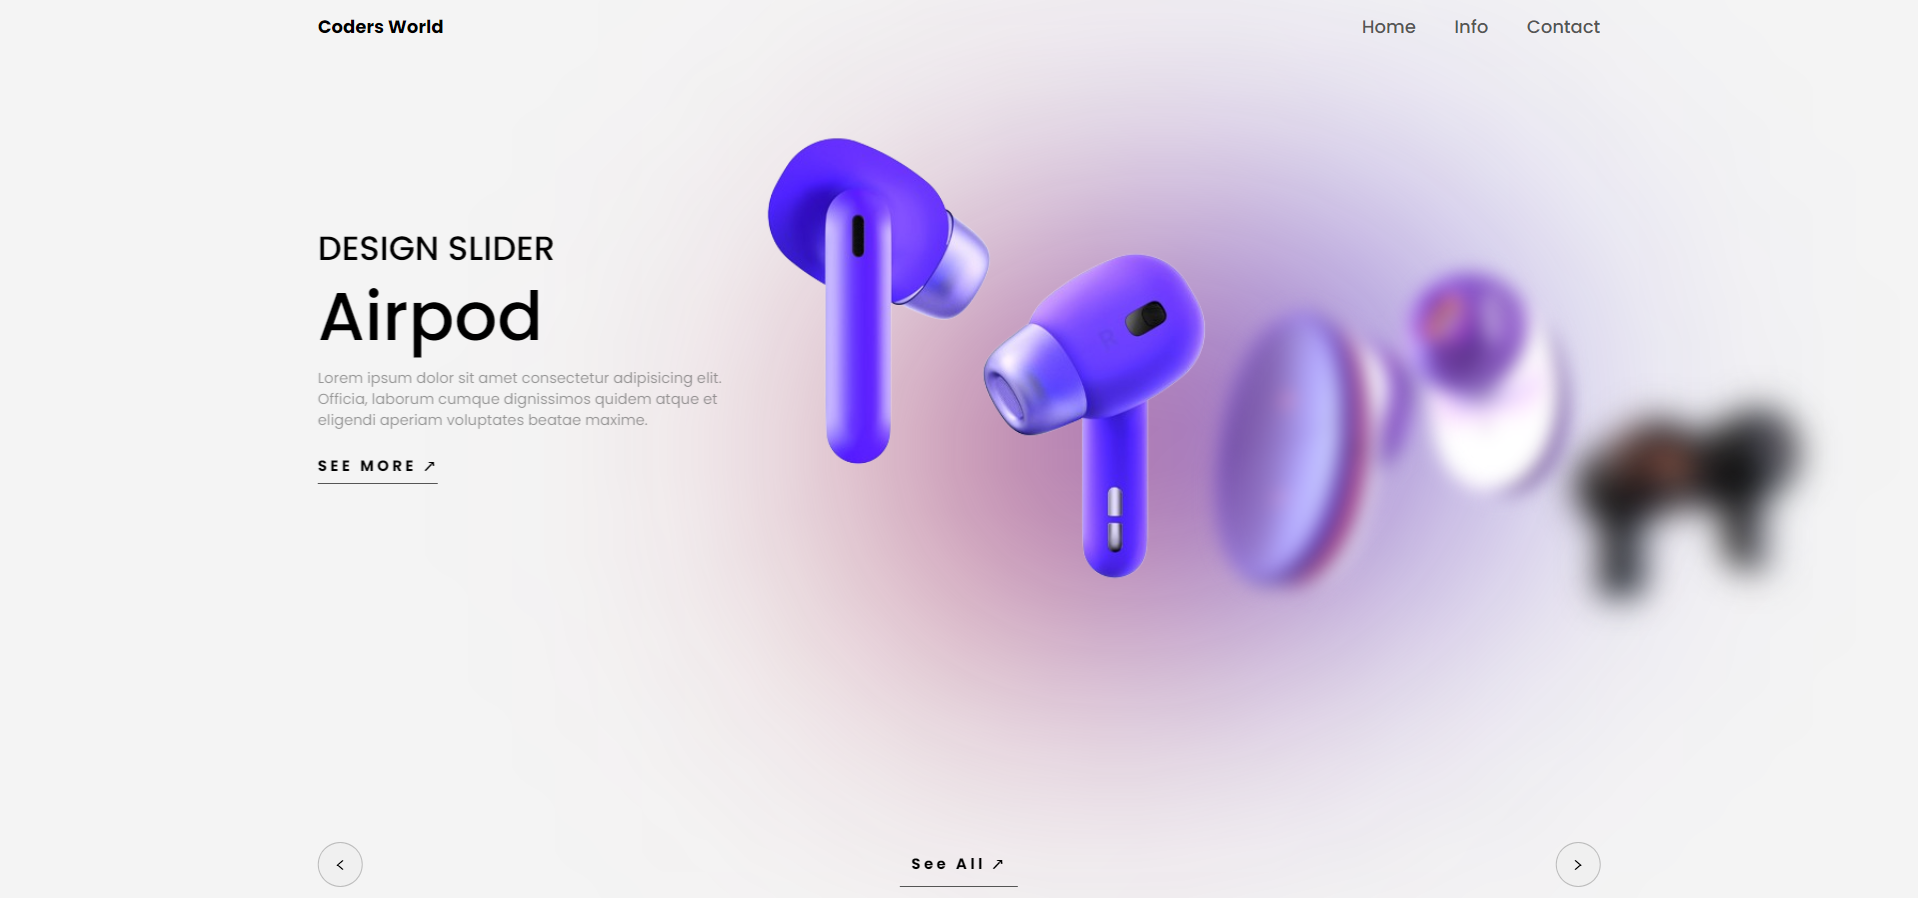 Coders World
Home Info Contact
DESIGN SLIDER
Airpod
Lorem ipsum dolor sit amet consectetur adipisicing elit.
Officia, laborum cumque dignissimos quidem atque et
eligendi aperiam voluptates beatae maxime.
SEE MORE ↗
R
< See All ↗ >